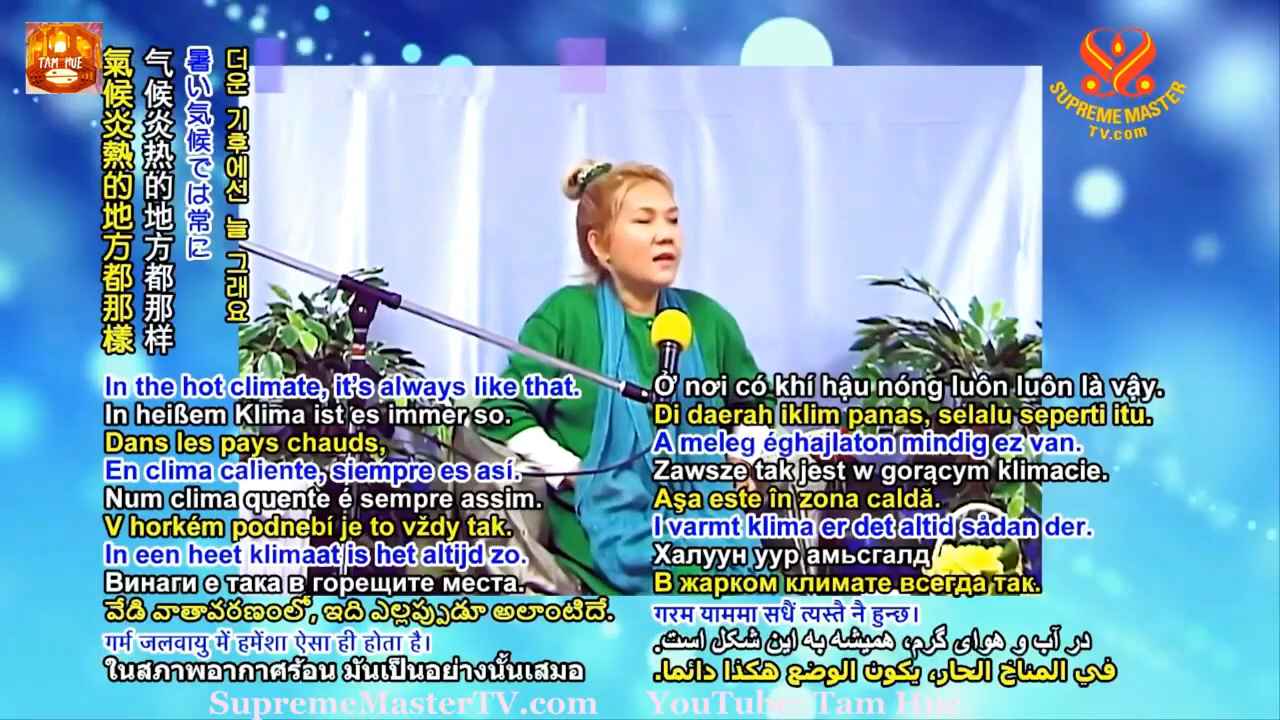 TAM HUE
SUPREME MASTER
TV.com
더운 기후에선 늘 그래요
暑い気候では常に
气候炎热的地方都那样
氣候炎熱的地方都那樣
In the hot climate, it's always like that.
In heißem Klima ist es immer so.
Dans les pays chauds,
En clima caliente, siempre es así.
Num clima quente é sempre assim.
V horkém podnebí je to vždy tak.
In een heet klimaat is het altijd zo.
Винаги е така в горещите места.
వేడి వాతావరణంలో, ఇది ఎల్లప్పుడూ అలాంటిదే.
गर्म जलवायु में हमेंशा ऐसा ही होता है।
ในสภาพอากาศร้อน มันเป็นอย่างนั้นเสมอ
Ở nơi có khí hậu nóng luôn luôn là vậy.
Di daerah iklim panas, selalu seperti itu.
A meleg éghajlaton mindig ez van.
Zawsze tak jest w gorącym klimacie.
Aşa este în zona caldă.
I varmt klima er det altid sådan der.
Халуун уур амьсгалд
В жарком климате всегда так.
गरम याममा सधैं त्यस्तै नै हुन्छ।
در آب و هوای گرم، همیشه به این شکل است.
في المناخ الحار، يكون الوضع هكذا دائما.
SupremeMasterTV.com
YouTube: Tam Hue